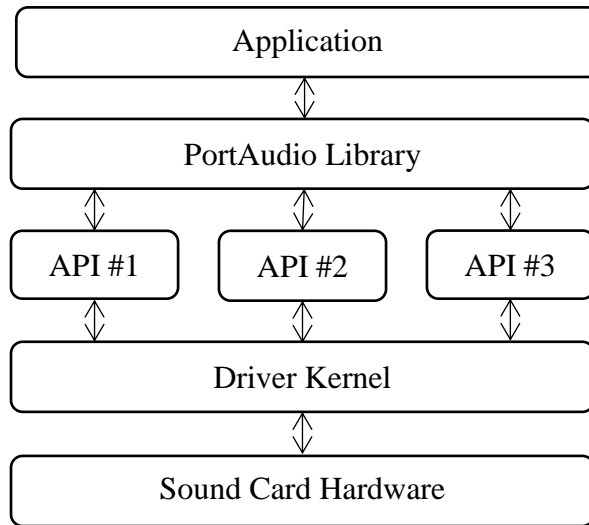 Application
PortAudio Library
API #1
API #2
API #3
Driver Kernel
Sound Card Hardware